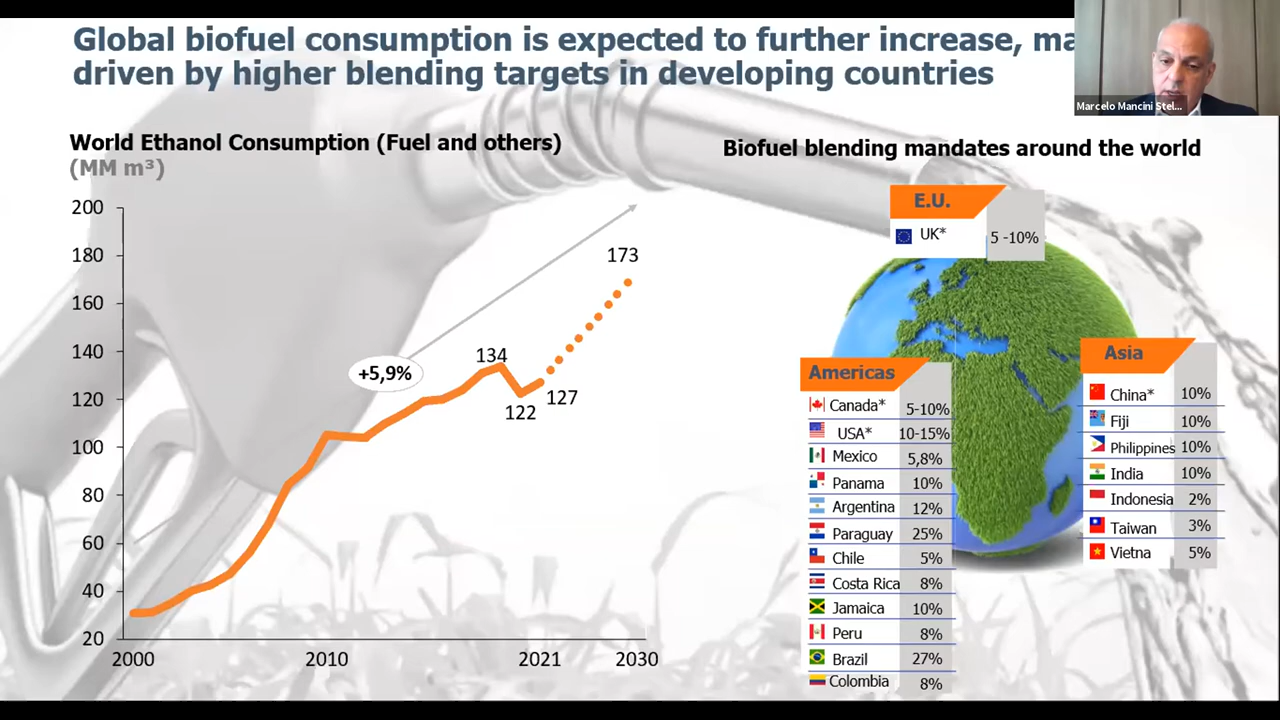 Global biofuel consumption is expected to further increase,
driven by higher blending targets in developing countries
Marcelo Mancini Stel...
World Ethanol Consumption (Fuel and others)
(MM m³)
200
180
160
140
120
100
80
60
40
20
2000
2010
2021
2030
+5,9%
134
122
127
173
Biofuel blending mandates around the world
E.U.
UK* 5 -10%
Americas
Canada* 5-10%
USA* 10-15%
Mexico 5,8%
Panama 10%
Argentina 12%
Paraguay 25%
Chile 5%
Costa Rica 8%
Jamaica 10%
Peru 8%
Brazil 27%
Colombia 8%
Asia
China* 10%
Fiji 10%
Philippines 10%
India 10%
Indonesia 2%
Taiwan 3%
Vietna 5%